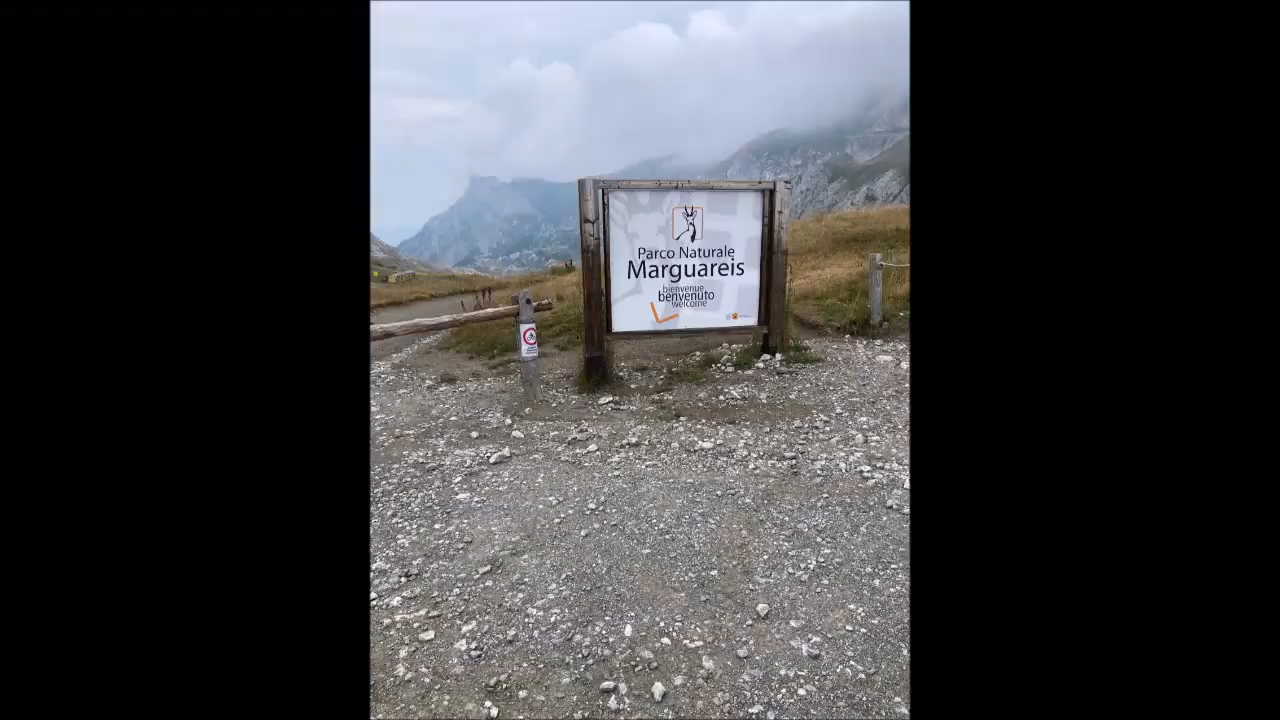 Parco Naturale
Marguareis
bienvenue
benvenuto
welcome